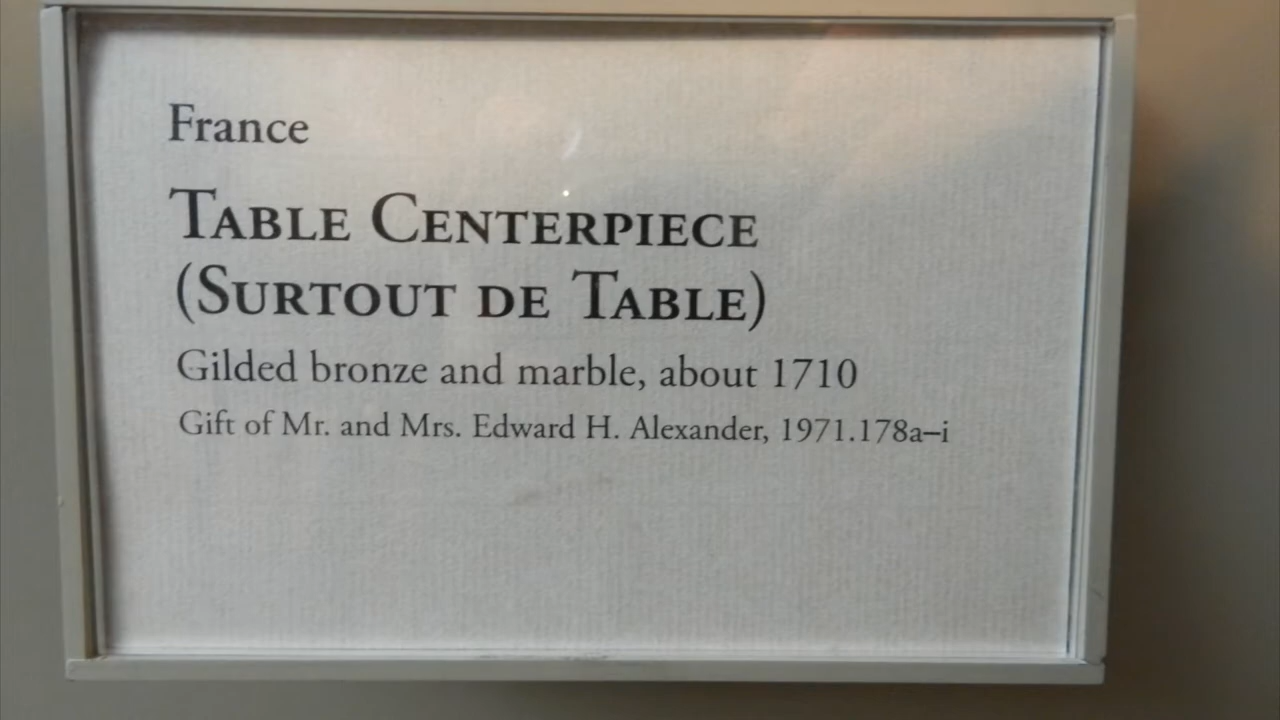 France
Table Centerpiece
(Surtout de Table)
Gilded bronze and marble, about 1710
Gift of Mr. and Mrs. Edward H. Alexander, 1971.178a–i